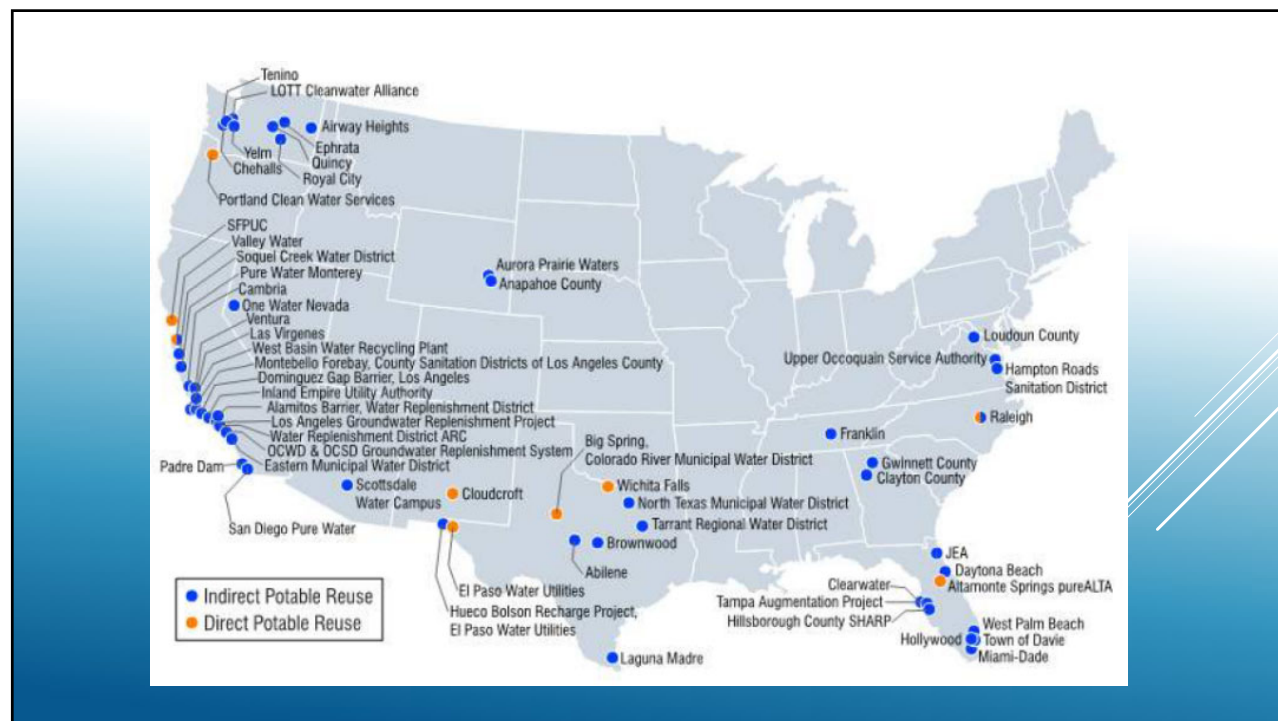 Tenino
LOTT Clearwater Alliance
Airway Heights
Ephrata
Yelm
Quincy
Chehalls
Royal City
Portland Clean Water Services
SFPUC
Valley Water
Soquel Creek Water District
Pure Water Monterey
Cambria
One Water Nevada
Ventura
Las Virgenes
West Basin Water Recycling Plant
Montebello Forebay, County Sanitation Districts of Los Angeles County
Dominguez Gap Barrier, Los Angeles
Inland Empire Utility Authority
Alamitos Barrier, Water Replenishment District
Los Angeles Groundwater Replenishment Project
Water Replenishment District ARC
OCWD & OCSD Groundwater Replenishment System
Eastern Municipal Water District
Padre Dam
San Diego Pure Water
Scottsdale
Water Campus
Aurora Prairie Waters
Anapahoe County
Cloudcroft
Big Spring,
Colorado River Municipal Water District
Wichita Falls
North Texas Municipal Water District
Tarrant Regional Water District
Brownwood
Abilene
El Paso Water Utilities
Hueco Bolson Recharge Project,
El Paso Water Utilities
Laguna Madre
Loudoun County
Upper Occoquain Service Authority
Hampton Roads
Sanitation District
Raleigh
Franklin
Gwinnett County
Clayton County
JEA
Daytona Beach
Altamonte Springs pureALTA
Clearwater
Tampa Augmentation Project
Hillsborough County SHARP
West Palm Beach
Hollywood
Town of Davie
Miami-Dade
Indirect Potable Reuse
Direct Potable Reuse